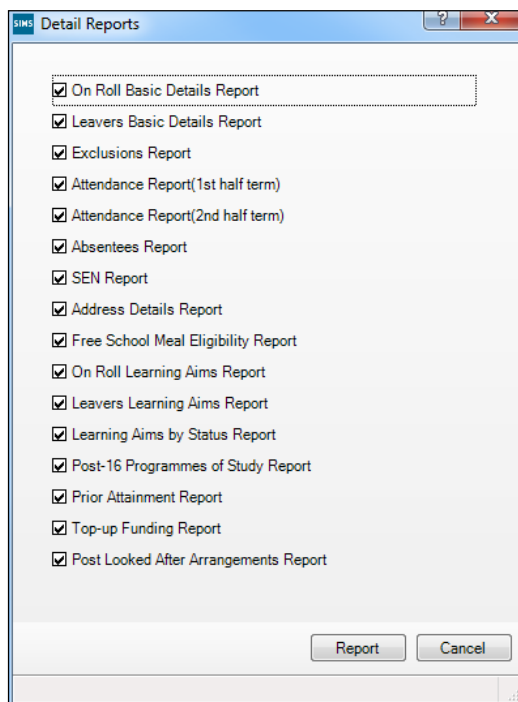 SIMS Detail Reports
? X
On Roll Basic Details Report
Leavers Basic Details Report
Exclusions Report
Attendance Report(1st half term)
Attendance Report(2nd half term)
Absentees Report
SEN Report
Address Details Report
Free School Meal Eligibility Report
On Roll Learning Aims Report
Leavers Learning Aims Report
Learning Aims by Status Report
Post-16 Programmes of Study Report
Prior Attainment Report
Top-up Funding Report
Post Looked After Arrangements Report
Report Cancel